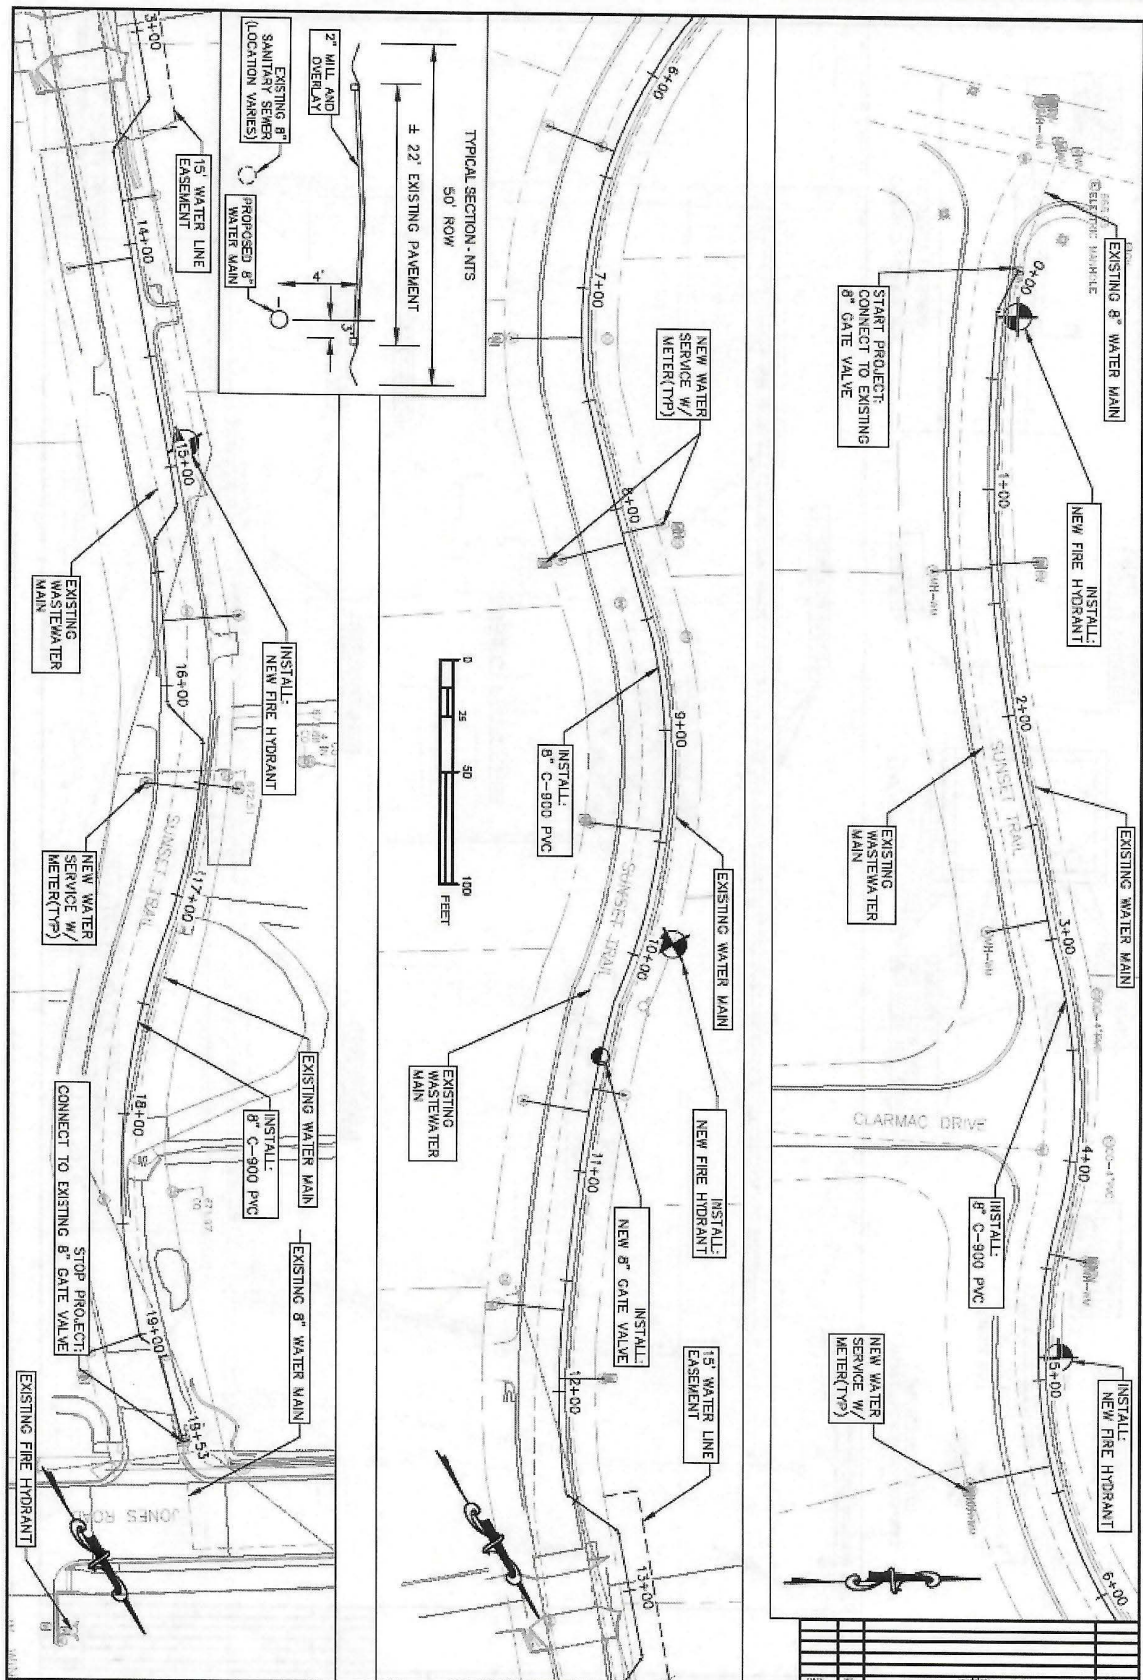 EXISTING 8" WATER MAIN
ELECTRIC MANHOLE
0+00
START PROJECT:
CONNECT TO EXISTING
8" GATE VALVE
INSTALL:
NEW FIRE HYDRANT
1+00
2+00
SUNSET TRAIL
EXISTING WATER MAIN
EXISTING
WASTEWATER
MAIN
3+00
CLARMAC DRIVE
4+00
INSTALL:
8" C-900 PVC
5+00
INSTALL:
NEW FIRE HYDRANT
NEW WATER
SERVICE W/
METER(TYP)
6+00
6+00
7+00
NEW WATER
SERVICE W/
METER(TYP)
8+00
9+00
INSTALL:
8" C-900 PVC
EXISTING WATER MAIN
SUNSET TRAIL
10+00
INSTALL:
NEW FIRE HYDRANT
EXISTING
WASTEWATER
MAIN
11+00
INSTALL:
NEW 8" GATE VALVE
12+00
15' WATER LINE
EASEMENT
13+00
0
25
50
100
FEET
TYPICAL SECTION - NTS
50' ROW
± 22' EXISTING PAVEMENT
2" MILL AND
OVERLAY
4'
3'
EXISTING 8"
SANITARY SEWER
(LOCATION VARIES)
PROPOSED 8"
WATER MAIN
13+00
15' WATER LINE
EASEMENT
14+00
15+00
INSTALL:
NEW FIRE HYDRANT
EXISTING
WASTEWATER
MAIN
16+00
SUNSET TRAIL
NEW WATER
SERVICE W/
METER(TYP)
17+00
EXISTING WATER MAIN
INSTALL:
8" C-900 PVC
18+00
EXISTING 8" WATER MAIN
STOP PROJECT:
CONNECT TO EXISTING 8" GATE VALVE
19+00
19+53
JONES ROAD
EXISTING FIRE HYDRANT